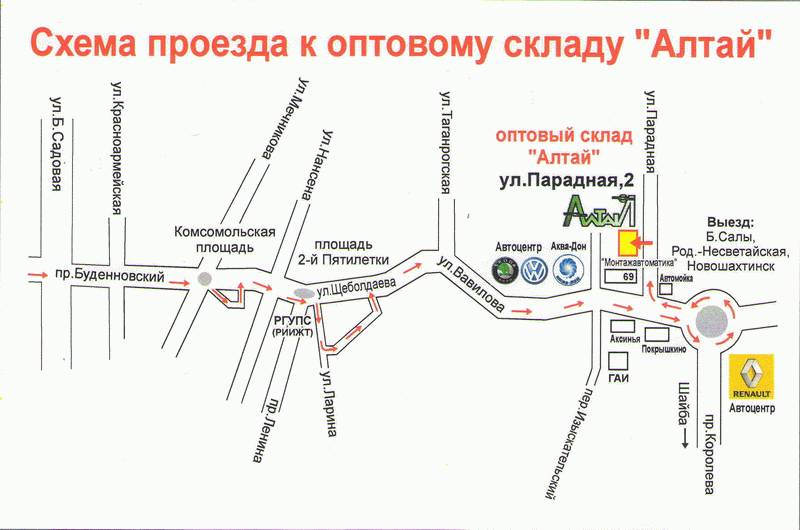 Схема проезда к оптовому складу "Алтай"
ул.Б.Садовая
ул.Красноармейская
ул.Мечникова
ул.Нансена
ул.Таганрогская
оптовый склад
"Алтай"
ул.Парадная,2
ул.Парадная
АЛТАЙ
Выезд:
Б.Салы,
Род.-Несветайская,
Новошахтинск
Комсомольская
площадь
площадь
2-й Пятилетки
Автоцентр
Аква-Дон
"Монтажавтоматика"
69
Автомойка
пр.Буденновский
ул.Щеболдаева
ул.Вавилова
РГУПС
(РИИЖТ)
Аксинья
Покрышкино
ГАИ
ул.Ларина
пр.Ленина
пер.Изыскательский
Шайба
пр.Королева
RENAULT
Автоцентр